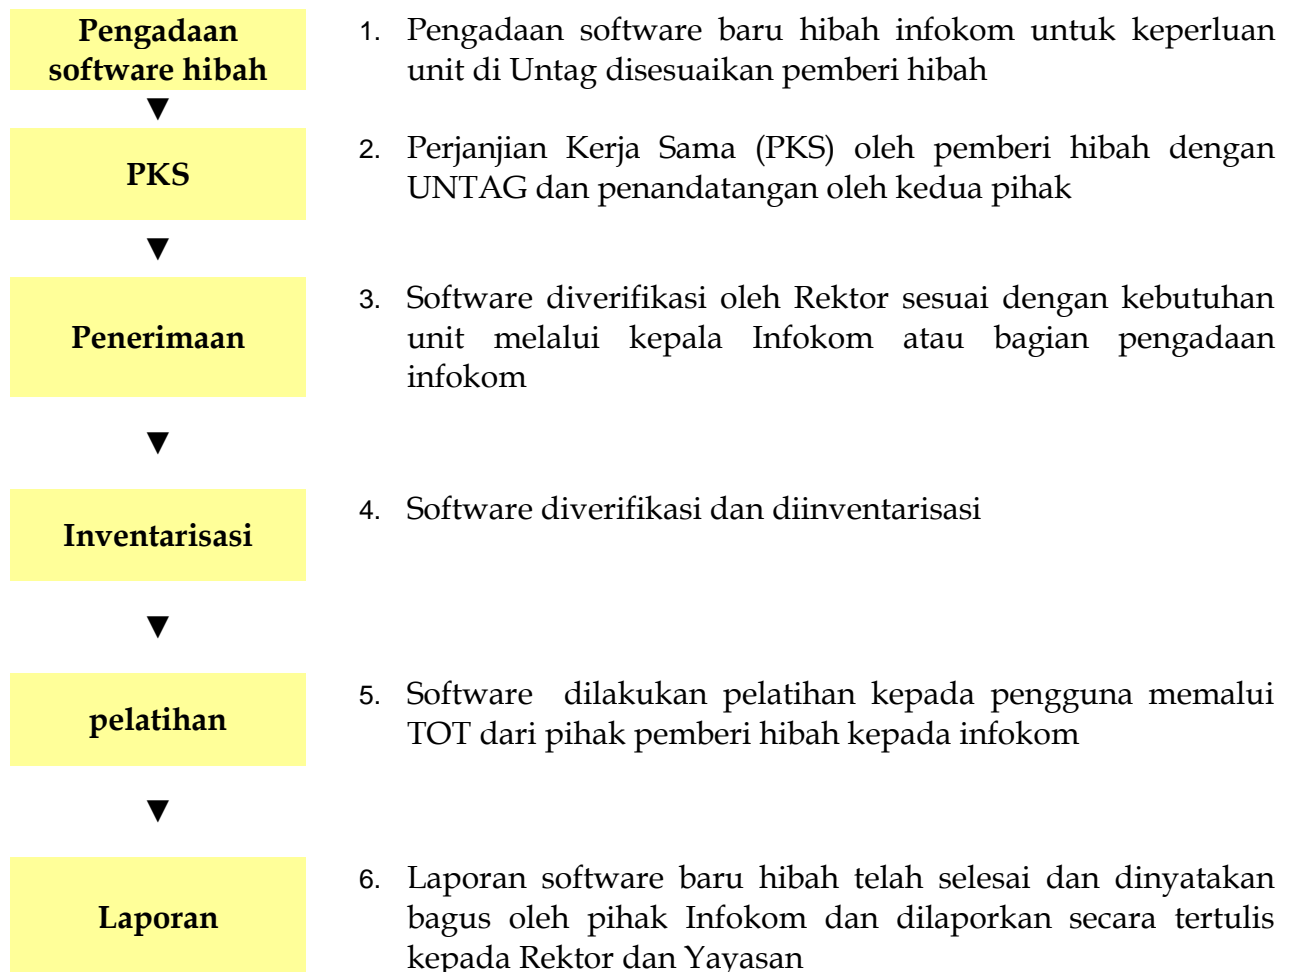 Pengadaan
software hibah
1. Pengadaan software baru hibah infokom untuk keperluan
unit di Untag disesuaikan pemberi hibah
▼
PKS
2. Perjanjian Kerja Sama (PKS) oleh pemberi hibah dengan
UNTAG dan penandatangan oleh kedua pihak
▼
Penerimaan
3. Software diverifikasi oleh Rektor sesuai dengan kebutuhan
unit melalui kepala Infokom atau bagian pengadaan
infokom
▼
Inventarisasi
4. Software diverifikasi dan diinventarisasi
▼
pelatihan
5. Software dilakukan pelatihan kepada pengguna memalui
TOT dari pihak pemberi hibah kepada infokom
▼
Laporan
6. Laporan software baru hibah telah selesai dan dinyatakan
bagus oleh pihak Infokom dan dilaporkan secara tertulis
kepada Rektor dan Yayasan